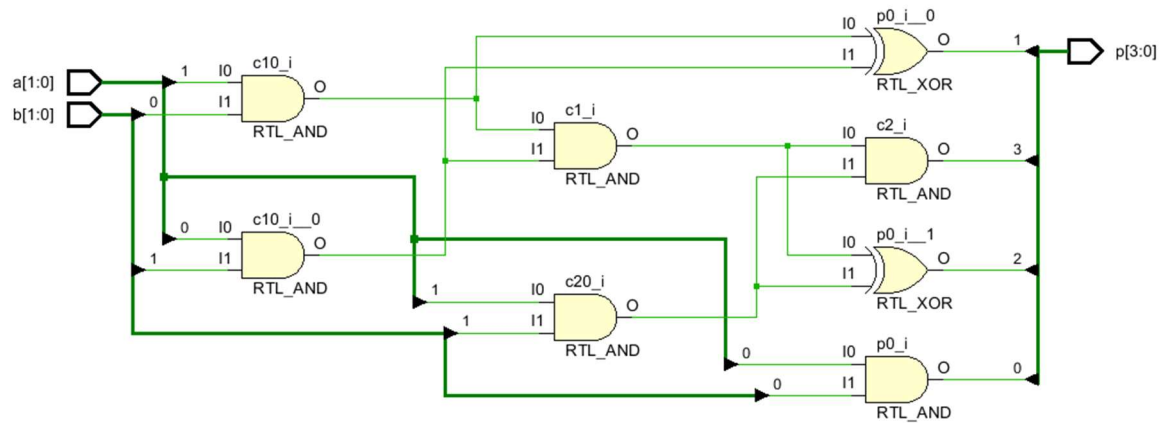 p0_i__0
I0
O
1
p[3:0]
I1
RTL_XOR
c10_i
a[1:0]
1
I0
O
b[1:0]
0
I1
RTL_AND
c1_i
I0
O
I1
RTL_AND
c2_i
I0
O
3
I1
RTL_AND
c10_i__0
0
I0
O
1
I1
RTL_AND
p0_i__1
I0
O
2
I1
RTL_XOR
c20_i
1
I0
O
1
I1
RTL_AND
p0_i
0
I0
O
0
0
I1
RTL_AND